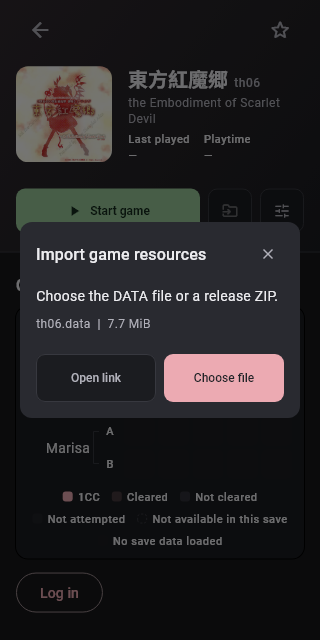 東方紅魔郷 th06
the Embodiment of Scarlet
Devil
Last played Playtime
— —
Start game
Import game resources
Choose the DATA file or a release ZIP.
th06.data | 7.7 MiB
Open link Choose file
A
Marisa
B
1CC Cleared Not cleared
Not attempted Not available in this save
No save data loaded
Log in